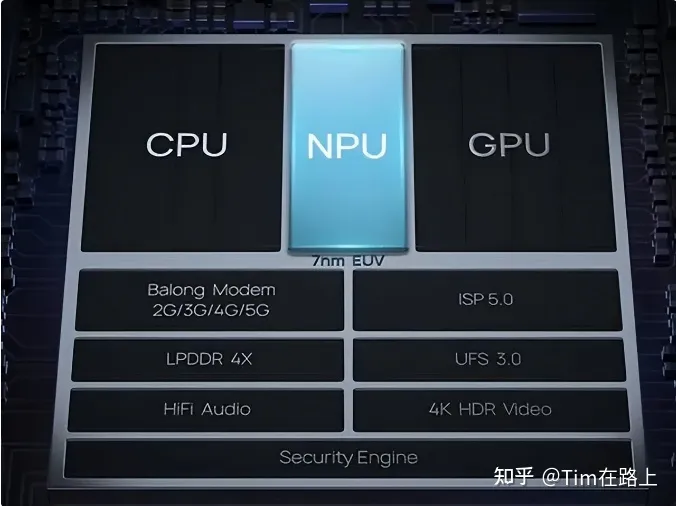 CPU
NPU
GPU
7nm EUV
Balong Modem
2G/3G/4G/5G
ISP 5.0
LPDDR 4X
UFS 3.0
HiFi Audio
4K HDR Video
Security Engine
知乎 @Tim在路上